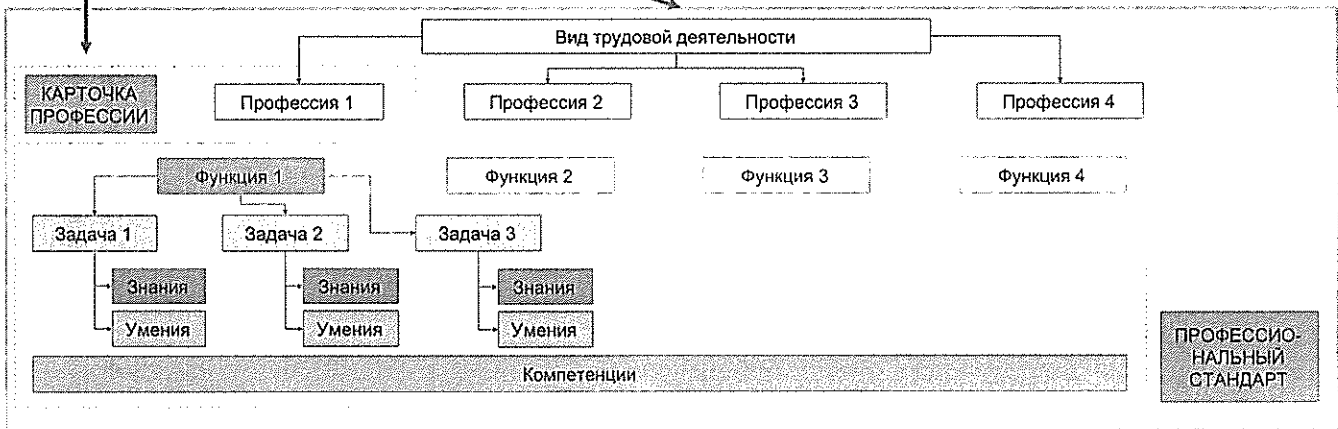 Вид трудовой деятельности
КАРТОЧКА
ПРОФЕССИИ
Профессия 1
Профессия 2
Профессия 3
Профессия 4
Функция 1
Функция 2
Функция 3
Функция 4
Задача 1
Задача 2
Задача 3
Знания
Знания
Знания
Умения
Умения
Умения
ПРОФЕССИО-
НАЛЬНЫЙ
СТАНДАРТ
Компетенции